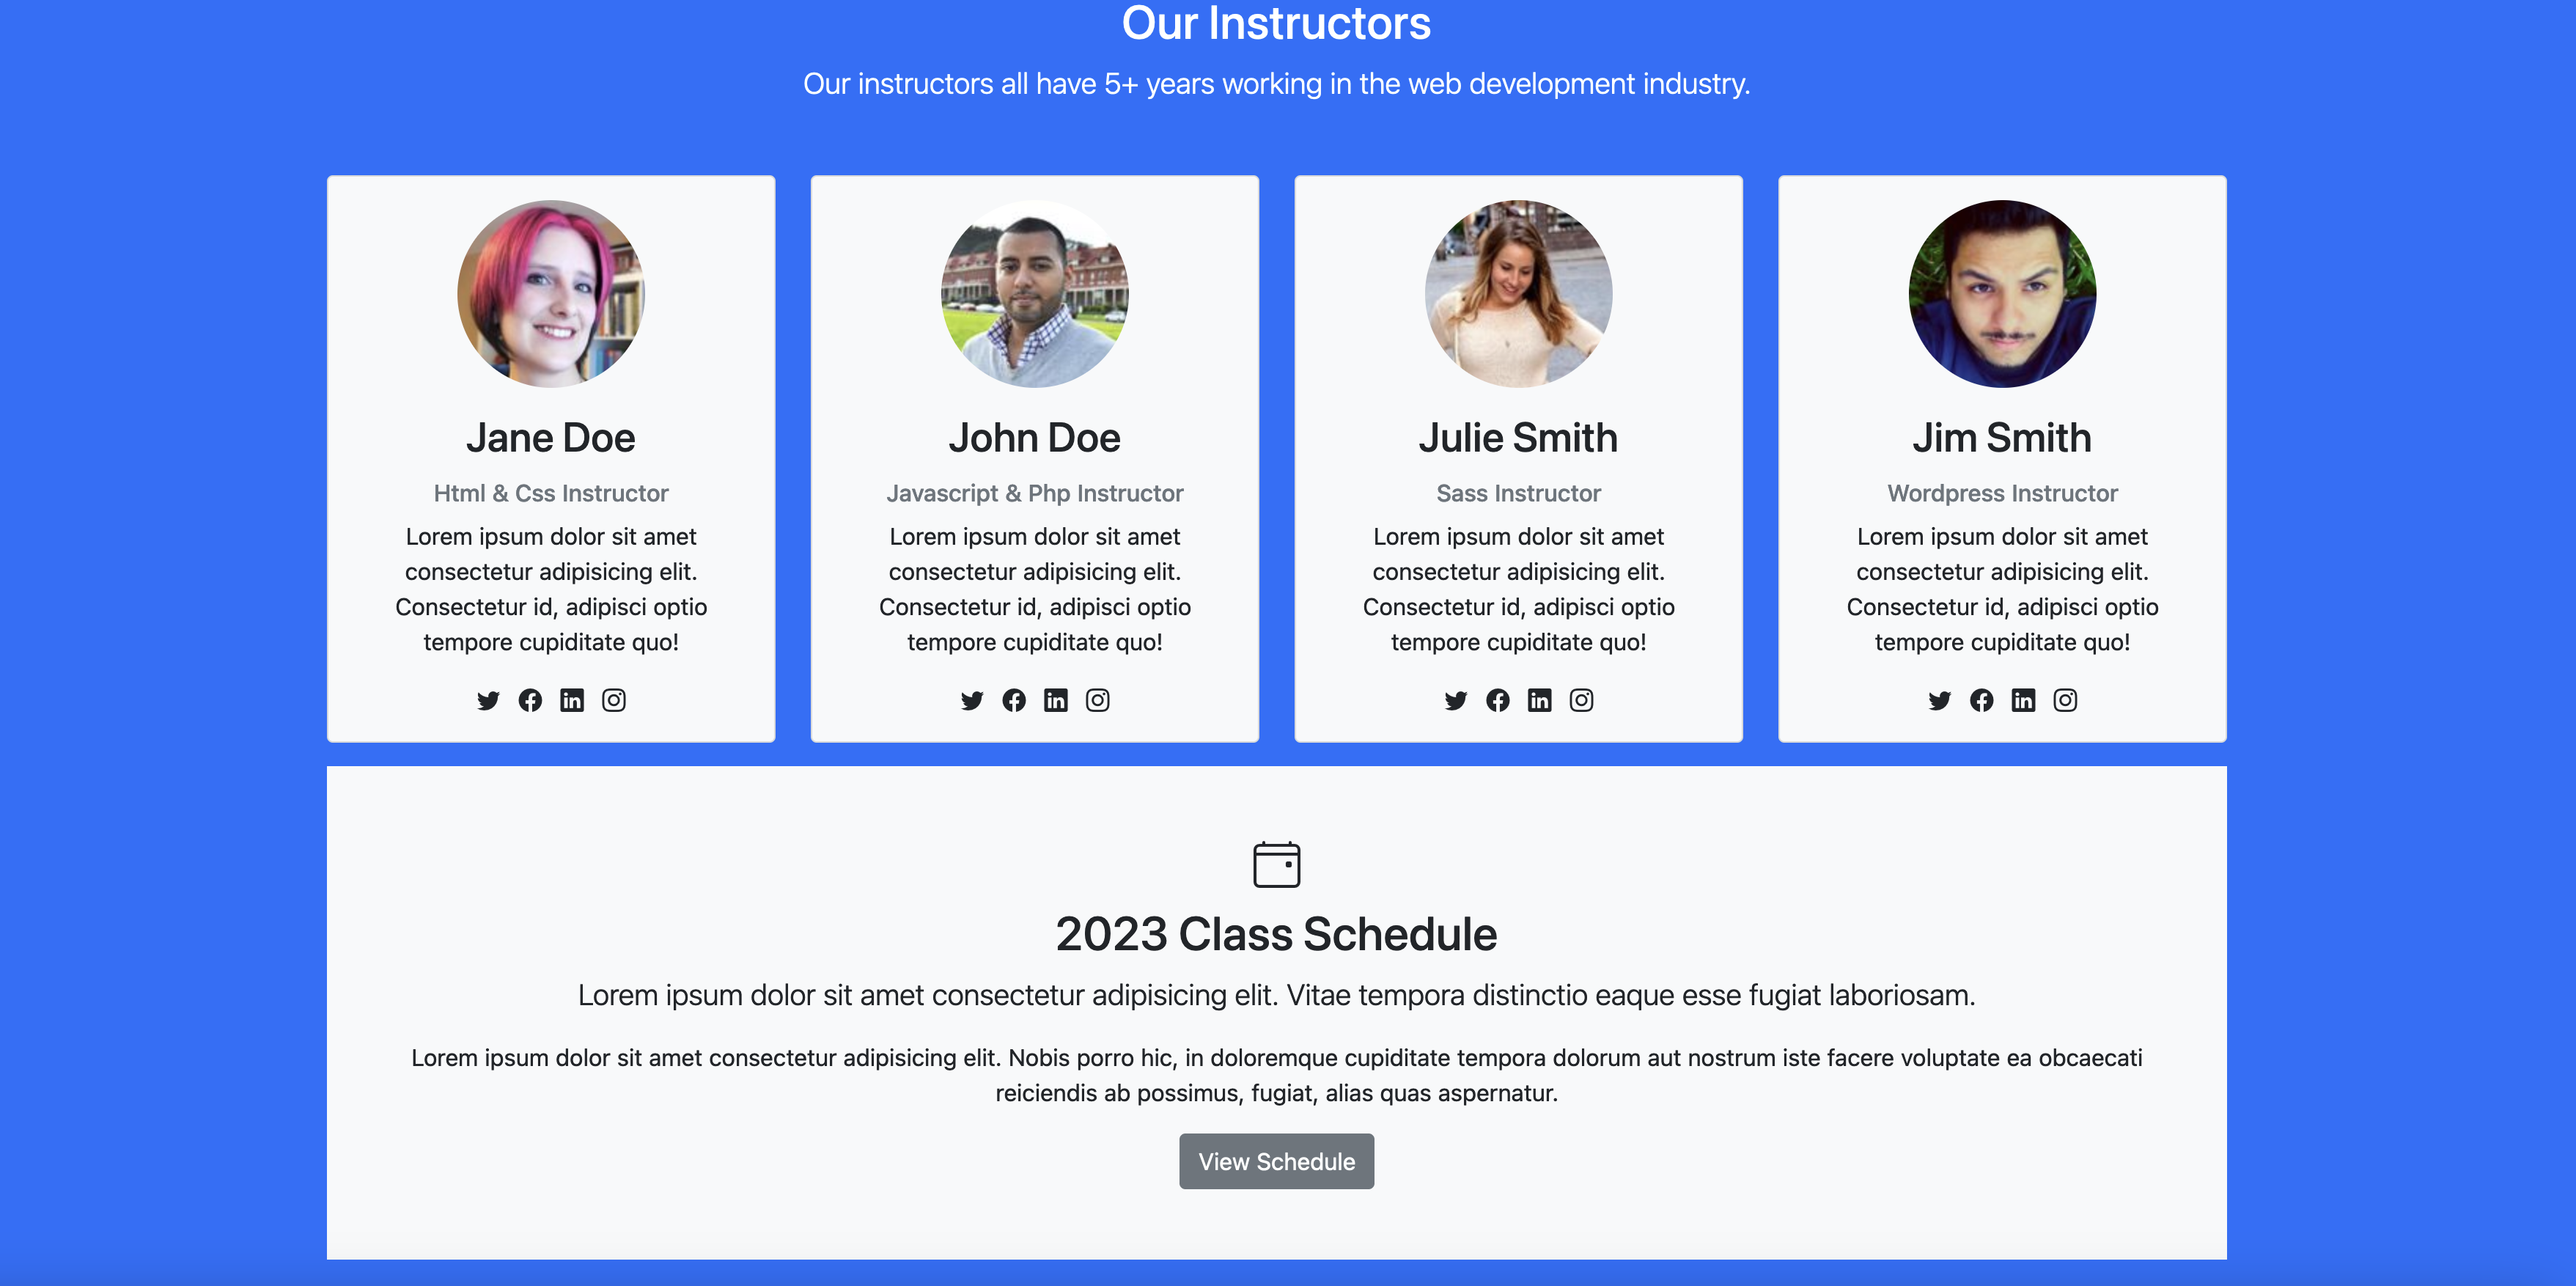 Our Instructors
Our instructors all have 5+ years working in the web development industry.
Jane Doe
Html & Css Instructor
Lorem ipsum dolor sit amet
consectetur adipisicing elit.
Consectetur id, adipisci optio
tempore cupiditate quo!
John Doe
Javascript & Php Instructor
Lorem ipsum dolor sit amet
consectetur adipisicing elit.
Consectetur id, adipisci optio
tempore cupiditate quo!
Julie Smith
Sass Instructor
Lorem ipsum dolor sit amet
consectetur adipisicing elit.
Consectetur id, adipisci optio
tempore cupiditate quo!
Jim Smith
Wordpress Instructor
Lorem ipsum dolor sit amet
consectetur adipisicing elit.
Consectetur id, adipisci optio
tempore cupiditate quo!
2023 Class Schedule
Lorem ipsum dolor sit amet consectetur adipisicing elit. Vitae tempora distinctio eaque esse fugiat laboriosam.
Lorem ipsum dolor sit amet consectetur adipisicing elit. Nobis porro hic, in doloremque cupiditate tempora dolorum aut nostrum iste facere voluptate ea obcaecati
reiciendis ab possimus, fugiat, alias quas aspernatur.
View Schedule